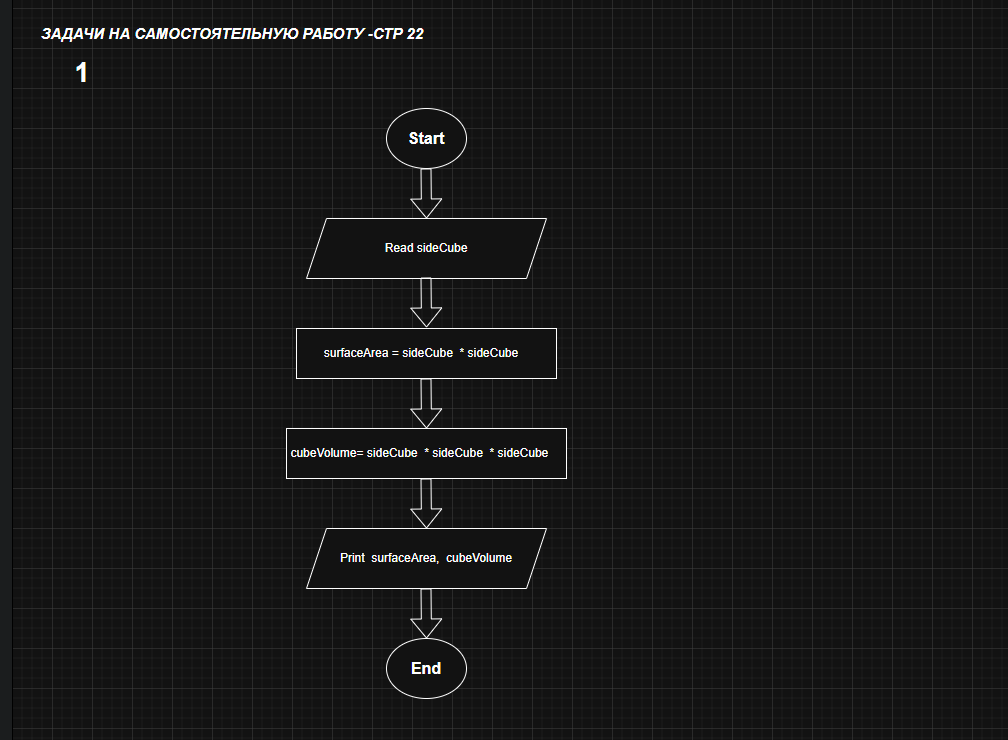 ЗАДАЧИ НА САМОСТОЯТЕЛЬНУЮ РАБОТУ -СТР 22
1
Start
Read sideCube
surfaceArea = sideCube * sideCube
cubeVolume= sideCube * sideCube * sideCube
Print surfaceArea, cubeVolume
End